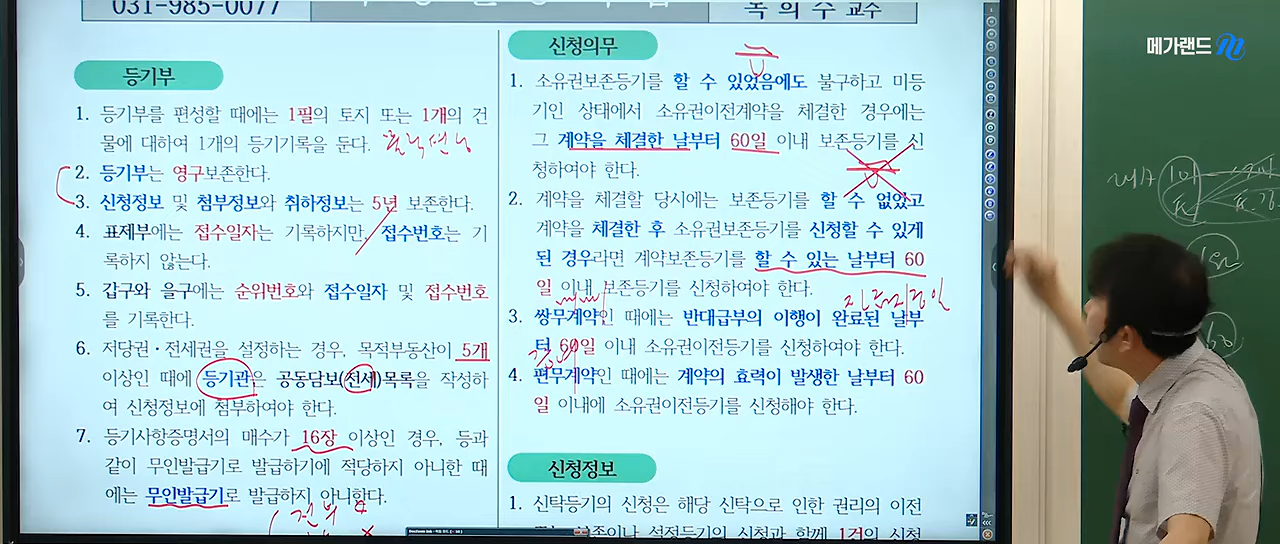 031-985-0077
목 희 수 교수
메가랜드
등기부
1. 등기부를 편성할 때에는 1필의 토지 또는 1개의 건
물에 대하여 1개의 등기기록을 둔다.
2. 등기부는 영구보존한다.
3. 신청정보 및 첨부정보와 취하정보는 5년 보존한다.
4. 표제부에는 접수일자는 기록하지만, 접수번호는 기
록하지 않는다.
5. 갑구와 을구에는 순위번호와 접수일자 및 접수번호
를 기록한다.
6. 저당권·전세권을 설정하는 경우, 목적부동산이 5개
이상인 때에 등기관은 공동담보(전세)목록을 작성하
여 신청정보에 첨부하여야 한다.
7. 등기사항증명서의 매수가 16장 이상인 경우, 등과
같이 무인발급기로 발급하기에 적당하지 아니한 때
에는 무인발급기로 발급하지 아니한다.
전부
신청의무
1. 소유권보존등기를 할 수 있었음에도 불구하고 미등
기인 상태에서 소유권이전계약을 체결한 경우에는
그 계약을 체결한 날부터 60일 이내 보존등기를 신
청하여야 한다.
2. 계약을 체결할 당시에는 보존등기를 할 수 없었고
계약을 체결한 후 소유권보존등기를 신청할 수 있게
된 경우라면 계약보존등기를 할 수 있는 날부터 60
일 이내 보존등기를 신청하여야 한다.
3. 쌍무계약인 때에는 반대급부의 이행이 완료된 날부
터 60일 이내 소유권이전등기를 신청하여야 한다.
4. 편무계약인 때에는 계약의 효력이 발생한 날부터 60
일 이내에 소유권이전등기를 신청해야 한다.
신청정보
1. 신탁등기의 신청은 해당 신탁으로 인한 권리의 이전
보존이나 설정등기의 신청과 함께 1건의 신청